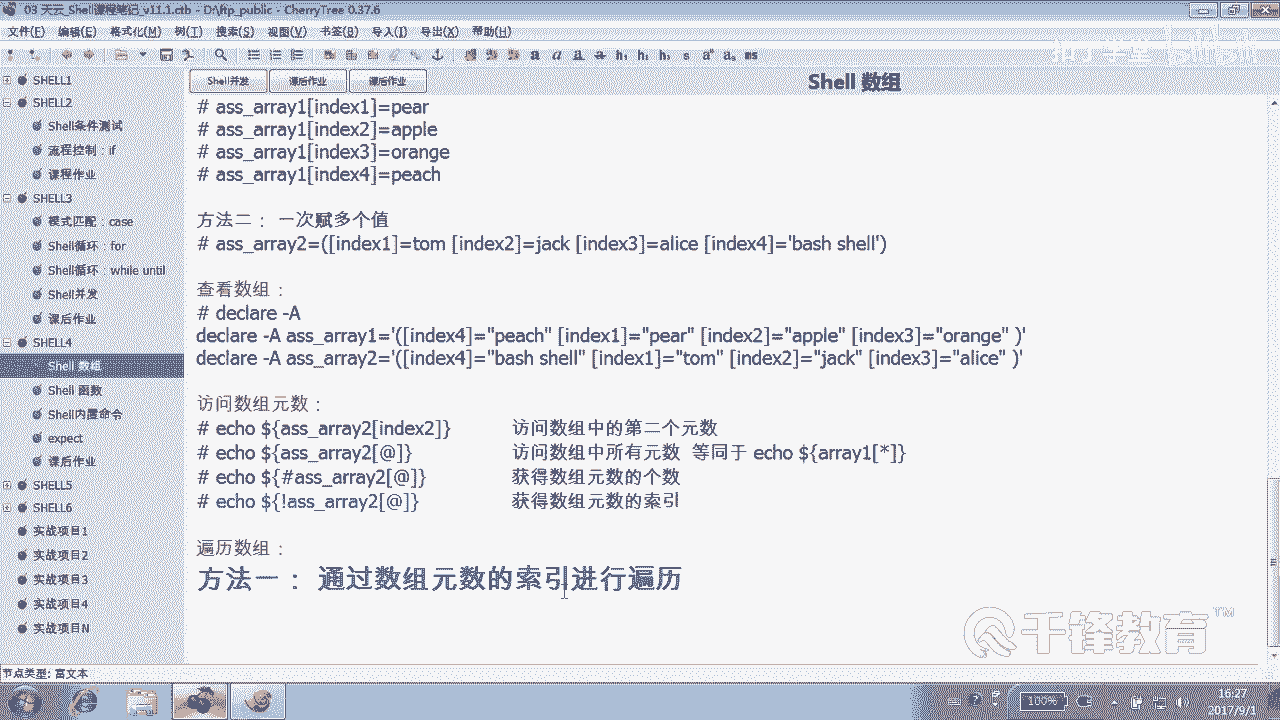 03 天云_Shell课程笔记_v11.1.ctb - D:\ftp_public - CherryTree 0.37.6
文件(F) 编辑(E) 格式化(M) 树(T) 搜索(S) 视图(V) 书签(B) 导入(I) 导出(X) 帮助(H)
SHELL1
SHELL2
Shell条件测试
流程控制：if
课程作业
SHELL3
模式匹配：case
Shell循环：for
Shell循环：while until
Shell并发
课后作业
SHELL4
Shell 数组
Shell 函数
Shell内置命令
expect
课后作业
SHELL5
SHELL6
实战项目1
实战项目2
实战项目3
实战项目4
实战项目N
Shell并发 课后作业 课后作业
Shell 数组
# ass_array1[index1]=pear
# ass_array1[index2]=apple
# ass_array1[index3]=orange
# ass_array1[index4]=peach
方法二： 一次赋多个值
# ass_array2=([index1]=tom [index2]=jack [index3]=alice [index4]='bash shell')
查看数组：
# declare -A
declare -A ass_array1='([index4]="peach" [index1]="pear" [index2]="apple" [index3]="orange" )'
declare -A ass_array2='([index4]="bash shell" [index1]="tom" [index2]="jack" [index3]="alice" )'
访问数组元数：
# echo ${ass_array2[index2]} 访问数组中的第二个元数
# echo ${ass_array2[@]} 访问数组中所有元数 等同于 echo ${array1[*]}
# echo ${#ass_array2[@]} 获得数组元数的个数
# echo ${!ass_array2[@]} 获得数组元数的索引
遍历数组：
方法一： 通过数组元数的索引进行遍历
千锋教育™
节点类型: 富文本
100%
16:27
2017/9/4